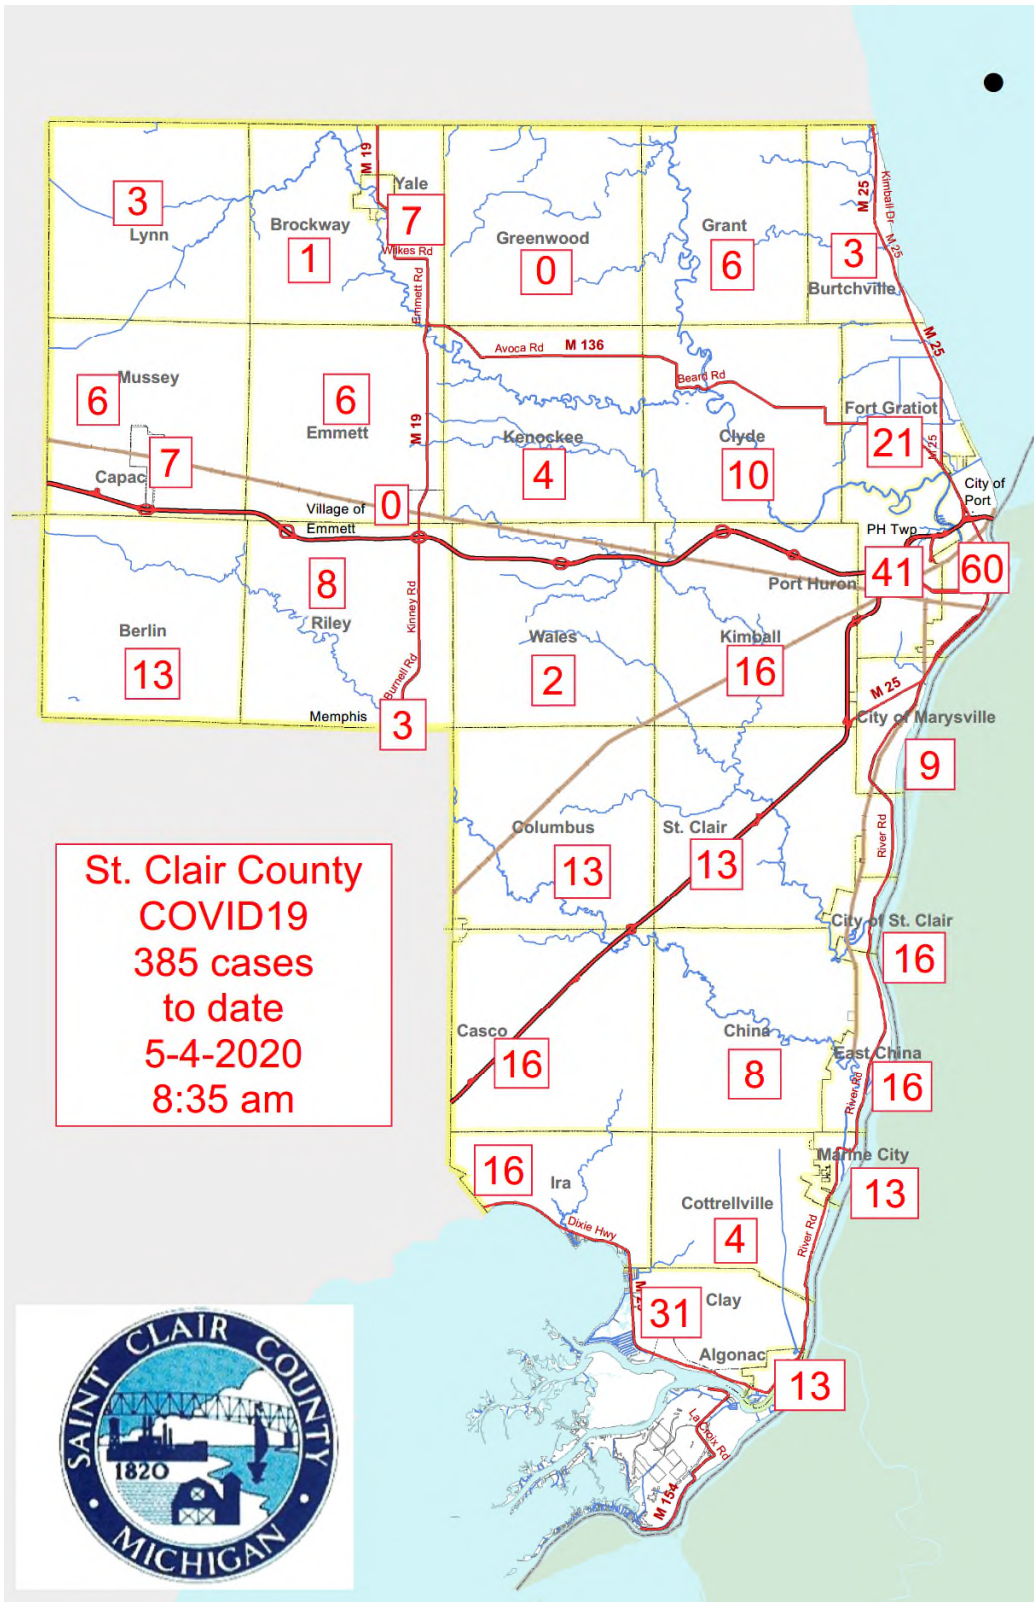 M 19
Yale
7
3
Lynn
Brockway
1
Wilkes Rd
Emmett Rd
Greenwood
0
Grant
6
M 25
Kimball Dr
M 25
3
Burtchville
M 25
Avoca Rd
M 136
Beard Rd
Mussey
6
6
Emmett
M 19
Kenockee
4
Clyde
10
Fort Gratiot
21
M 25
7
Capac
0
Village of
Emmett
City of
Port
PH Twp
41
60
Port Huron
8
Riley
Kinney Rd
Berlin
13
Wales
2
Kimball
16
Burnell Rd
Memphis
3
M 25
City of Marysville
9
Columbus
13
St. Clair
13
River Rd
St. Clair County
COVID19
385 cases
to date
5-4-2020
8:35 am
City of St. Clair
16
Casco
16
China
8
East China
16
River Rd
Marine City
13
16
Ira
Dixie Hwy
Cottrellville
4
River Rd
31
Clay
Algonac
13
La Croix Rd
M 154
SAINT CLAIR COUNTY
1820
MICHIGAN